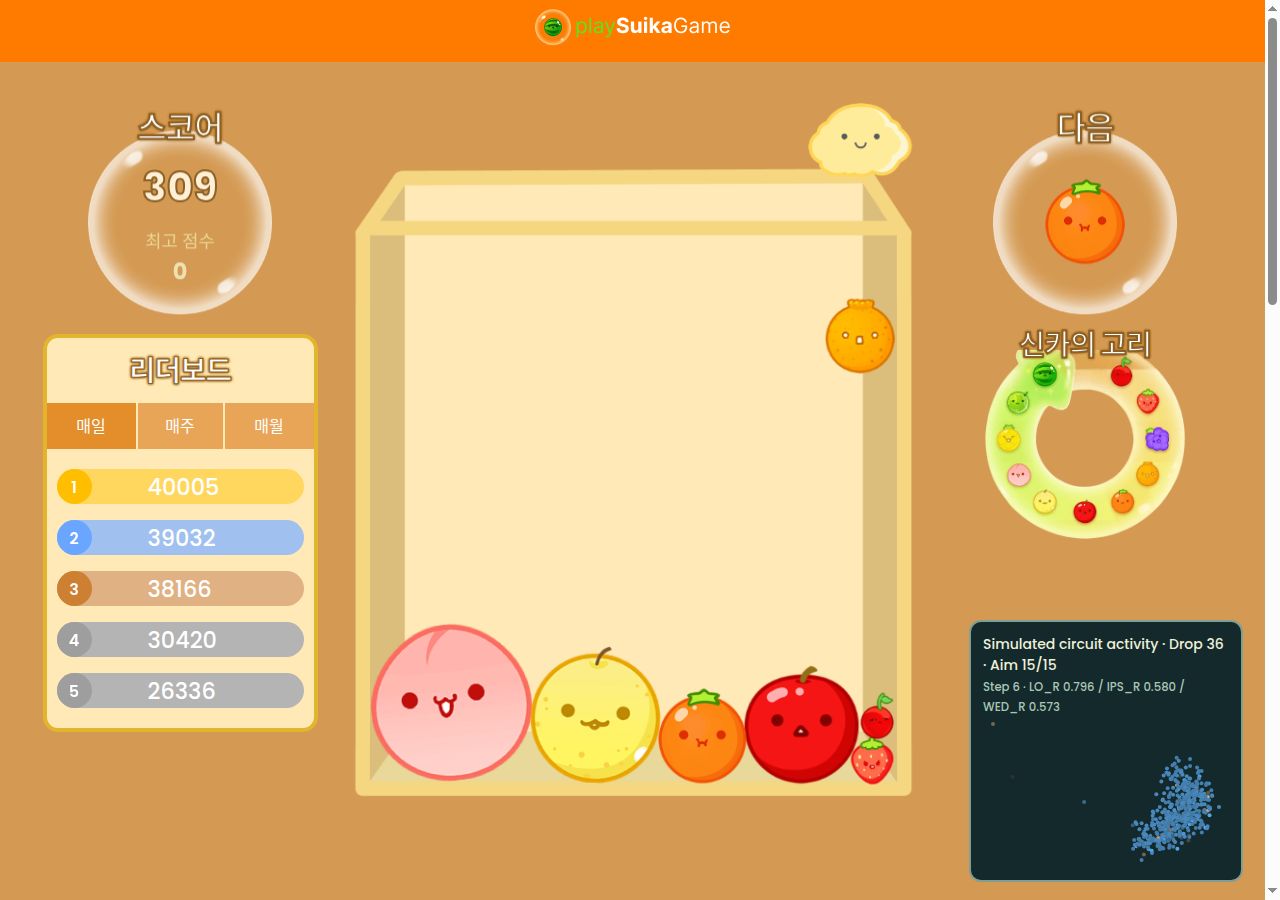 playSuikaGame
스코어
309
최고 점수
0
다음
신카의 고리
리더보드
매일 매주 매월
1 40005
2 39032
3 38166
4 30420
5 26336
Simulated circuit activity · Drop 36
· Aim 15/15
Step 6 · LO_R 0.796 / IPS_R 0.580 /
WED_R 0.573